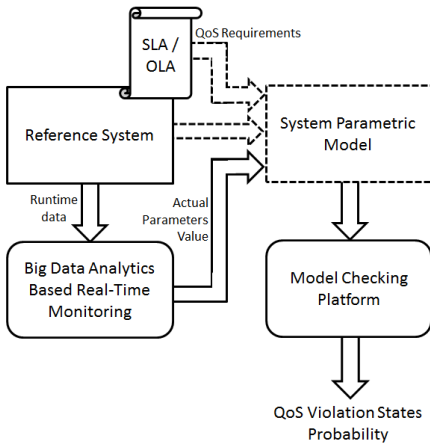 SLA /
OLA
QoS Requirements
Reference System
System Parametric
Model
Runtime
data
Actual
Parameters
Value
Big Data Analytics
Based Real-Time
Monitoring
Model Checking
Platform
QoS Violation States
Probability